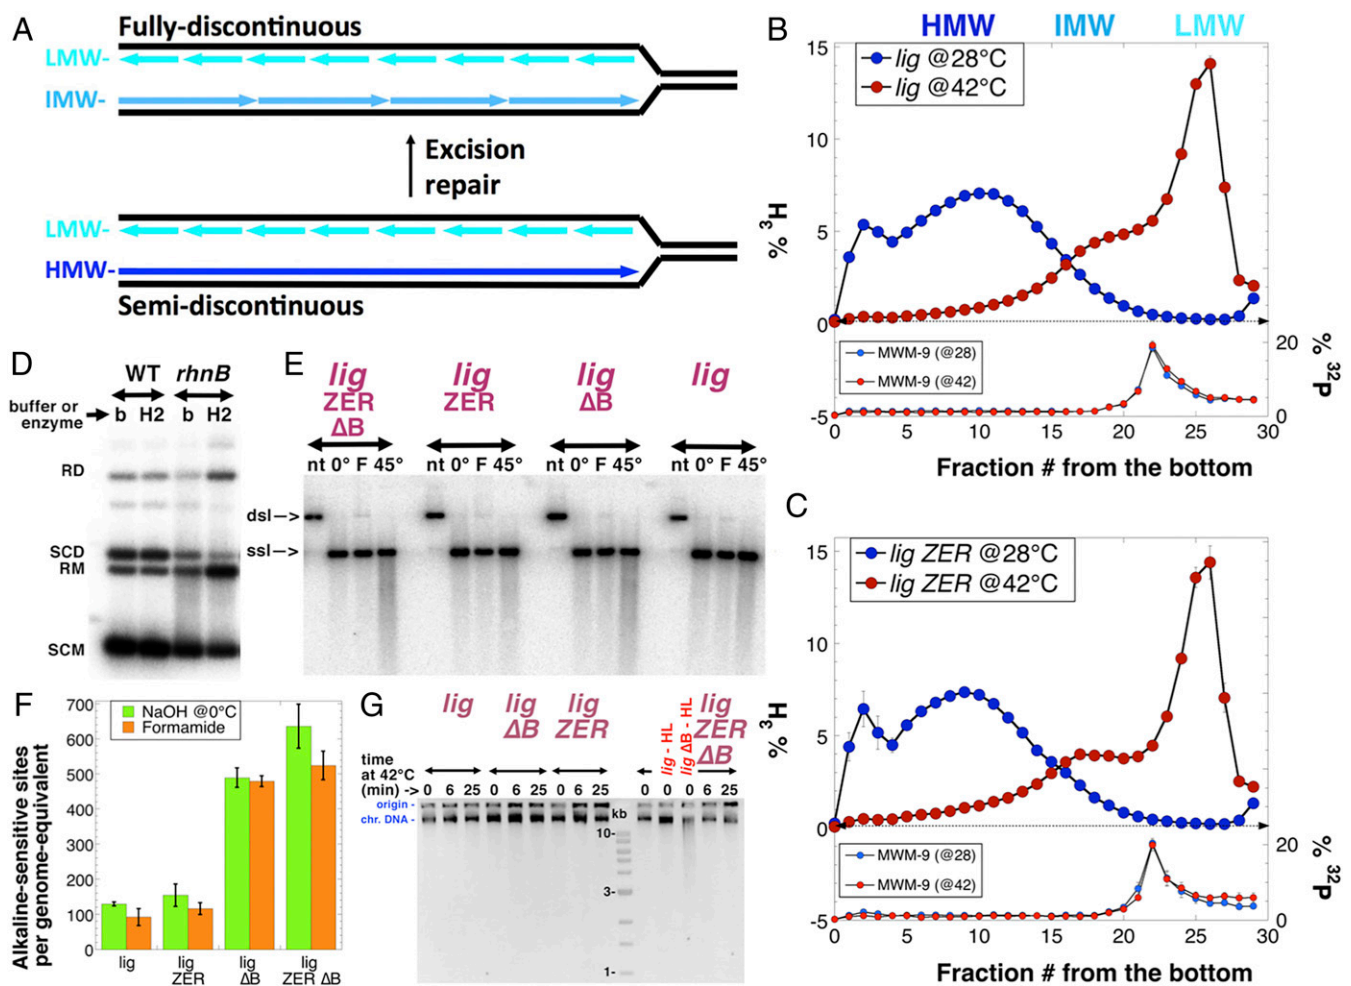 A
Fully-discontinuous
LMW-
IMW-
Excision
repair
LMW-
HMW-
Semi-discontinuous
B
HMW IMW LMW
lig @28°C
lig @42°C
15
10
5
0
% ³H
MWM-9 (@28)
MWM-9 (@42)
20
0
% ³²P
-5
0 5 10 15 20 25 30
Fraction # from the bottom
C
lig ZER @28°C
lig ZER @42°C
15
10
5
0
% ³H
MWM-9 (@28)
MWM-9 (@42)
20
0
% ³²P
-5
0 5 10 15 20 25 30
Fraction # from the bottom
D
WT rhnB
buffer or
enzyme
b H2 b H2
RD
SCD
RM
SCM
E
lig lig lig lig
ZER ZER ΔB
ΔB
nt 0° F 45° nt 0° F 45° nt 0° F 45° nt 0° F 45°
dsl-->
ssl-->
F
NaOH @0°C
Formamide
Alkaline-sensitive sites
per genome-equivalent
700
600
500
400
300
200
100
0
lig lig lig lig
ZER ΔB ZER ΔB
G
lig lig lig lig - HL lig ΔB - HL lig
ΔB ZER ZER
ΔB
time
at 42°C
(min) -> 0 6 25 0 6 25 0 6 25 0 0 0 6 25
origin -
chr. DNA -
kb
10-
3-
1-